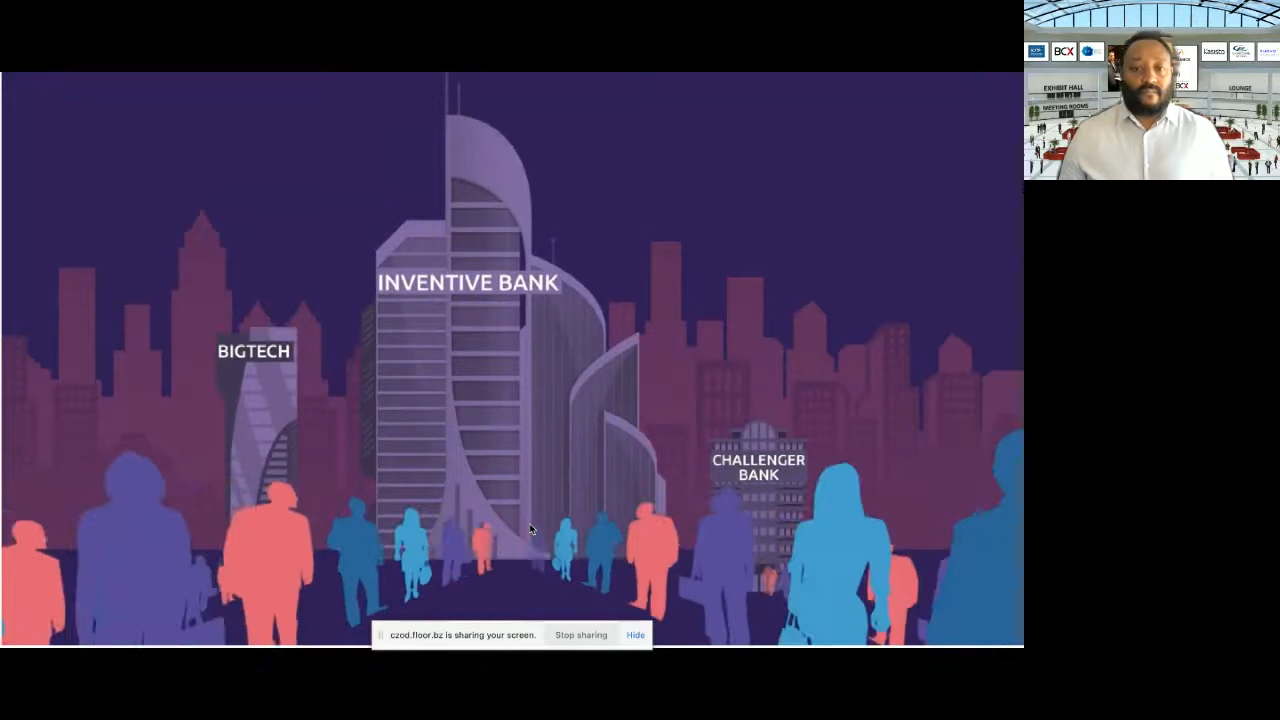 INVENTIVE BANK
BIGTECH
CHALLENGER
BANK
czod.floor.bz is sharing your screen.
Stop sharing
Hide
BCX
EXHIBIT HALL
MEETING ROOMS
LOUNGE
BCX